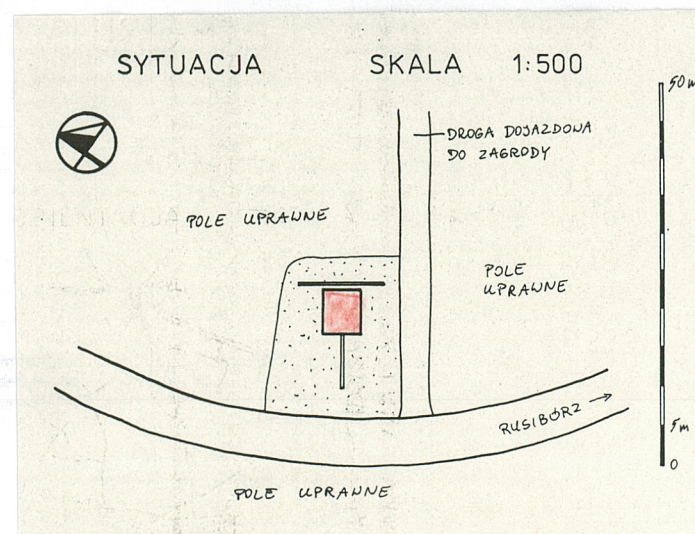 SYTUACJA SKALA 1:500
50 m
DROGA DOJAZDOWA
DO ZAGRODY
POLE UPRAWNE
POLE
UPRAWNE
RUSIBÓRZ →
5 m
0
POLE UPRAWNE